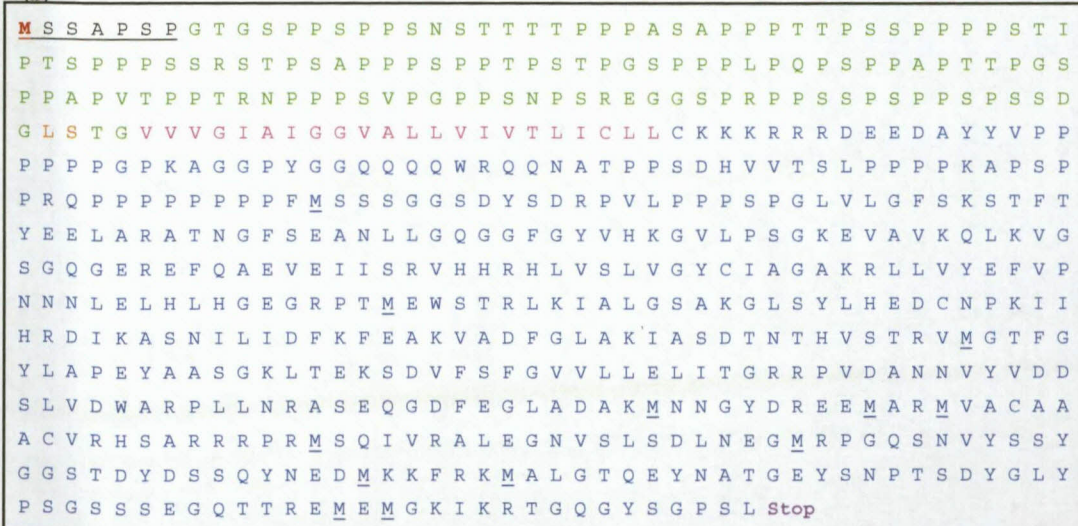 M S S A P S P G T G S P P S P P S N S T T T T P P P A S A P P P T T P S S P P P P S T I
P T S P P P S S R S T P S A P P P S P P T P S T P G S P P P L P Q P S P P A P T T P G S
P P A P V T P P T R N P P P S V P G P P S N P S R E G G S P R P P S S P S P P S P S S D
G L S T G V V V G I A I G G V A L L V I V T L I C L L C K K K R R R D E E D A Y Y V P P
P P P P G P K A G G P Y G G Q Q Q Q W R Q Q N A T P P S D H V V T S L P P P P K A P S P
P R Q P P P P P P P P F M S S S G G S D Y S D R P V L P P P S P G L V L G F S K S T F T
Y E E L A R A T N G F S E A N L L G Q G G F G Y V H K G V L P S G K E V A V K Q L K V G
S G Q G E R E F Q A E V E I I S R V H H R H L V S L V G Y C I A G A K R L L V Y E F V P
N N N L E L H L H G E G R P T M E W S T R L K I A L G S A K G L S Y L H E D C N P K I I
H R D I K A S N I L I D F K F E A K V A D F G L A K I A S D T N T H V S T R V M G T F G
Y L A P E Y A A S G K L T E K S D V F S F G V V L L E L I T G R R P V D A N N V Y V D D
S L V D W A R P L L N R A S E Q G D F E G L A D A K M N N G Y D R E E M A R M V A C A A
A C V R H S A R R R P R M S Q I V R A L E G N V S L S D L N E G M R P G Q S N V Y S S Y
G G S T D Y D S S Q Y N E D M K K F R K M A L G T Q E Y N A T G E Y S N P T S D Y G L Y
P S G S S S E G Q T T R E M E M G K I K R T G Q G Y S G P S L Stop